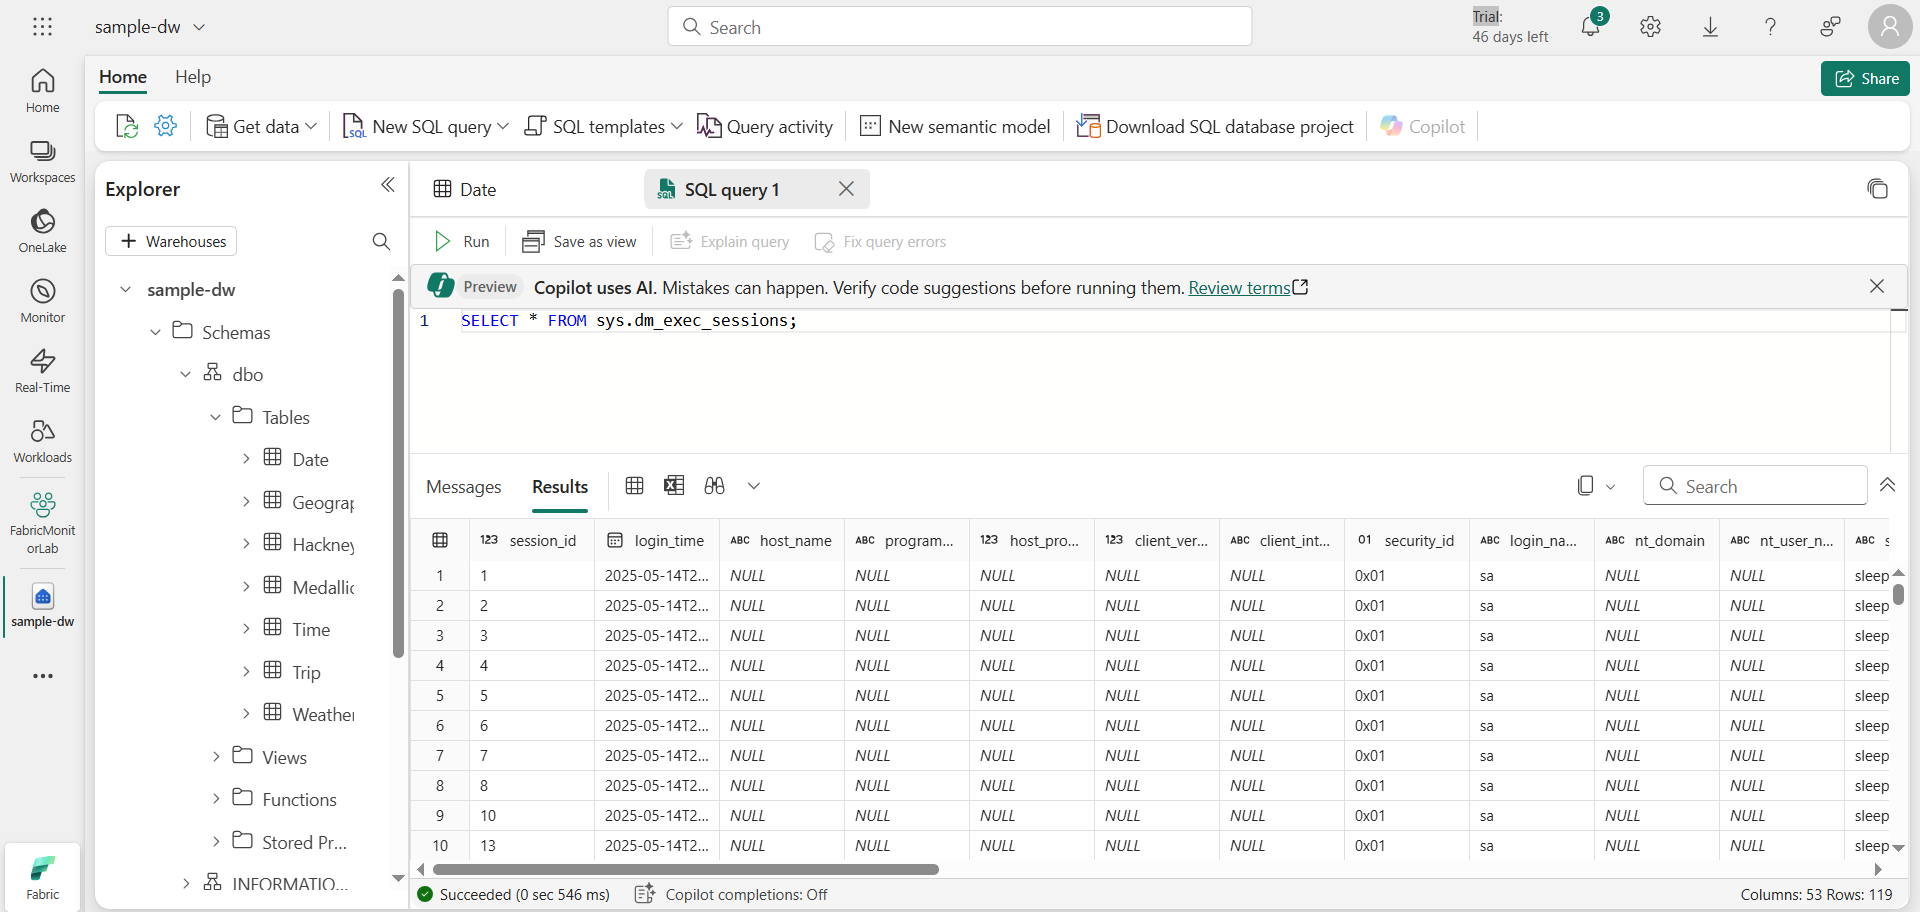 sample-dw
Search
Trial:
46 days left
3
Home
Help
Share
Get data
New SQL query
SQL templates
Query activity
New semantic model
Download SQL database project
Copilot
Home
Workspaces
OneLake
Monitor
Real-Time
Workloads
FabricMonit
orLab
sample-dw
Fabric
Explorer
Warehouses
sample-dw
Schemas
dbo
Tables
Date
Geograp
Hackney
Medallic
Time
Trip
Weather
Views
Functions
Stored Pr...
INFORMATIO...
Date
SQL query 1
Run
Save as view
Explain query
Fix query errors
Preview
Copilot uses AI. Mistakes can happen. Verify code suggestions before running them. Review terms
1 SELECT * FROM sys.dm_exec_sessions;
Messages
Results
Search
session_id login_time host_name program... host_pro... client_ver... client_int... security_id login_na... nt_domain nt_user_n... s
1 1 2025-05-14T2... NULL NULL NULL NULL NULL 0x01 sa NULL NULL sleep
2 2 2025-05-14T2... NULL NULL NULL NULL NULL 0x01 sa NULL NULL sleep
3 3 2025-05-14T2... NULL NULL NULL NULL NULL 0x01 sa NULL NULL sleep
4 4 2025-05-14T2... NULL NULL NULL NULL NULL 0x01 sa NULL NULL sleep
5 5 2025-05-14T2... NULL NULL NULL NULL NULL 0x01 sa NULL NULL sleep
6 6 2025-05-14T2... NULL NULL NULL NULL NULL 0x01 sa NULL NULL sleep
7 7 2025-05-14T2... NULL NULL NULL NULL NULL 0x01 sa NULL NULL sleep
8 8 2025-05-14T2... NULL NULL NULL NULL NULL 0x01 sa NULL NULL sleep
9 10 2025-05-14T2... NULL NULL NULL NULL NULL 0x01 sa NULL NULL sleep
10 13 2025-05-14T2... NULL NULL NULL NULL NULL 0x01 sa NULL NULL sleep
Succeeded (0 sec 546 ms)
Copilot completions: Off
Columns: 53 Rows: 119